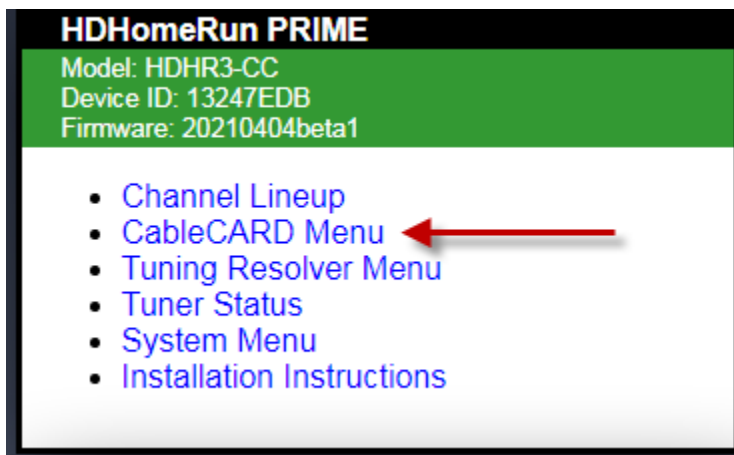 HDHomeRun PRIME
Model: HDHR3-CC
Device ID: 13247EDB
Firmware: 20210404beta1
Channel Lineup
CableCARD Menu
Tuning Resolver Menu
Tuner Status
System Menu
Installation Instructions